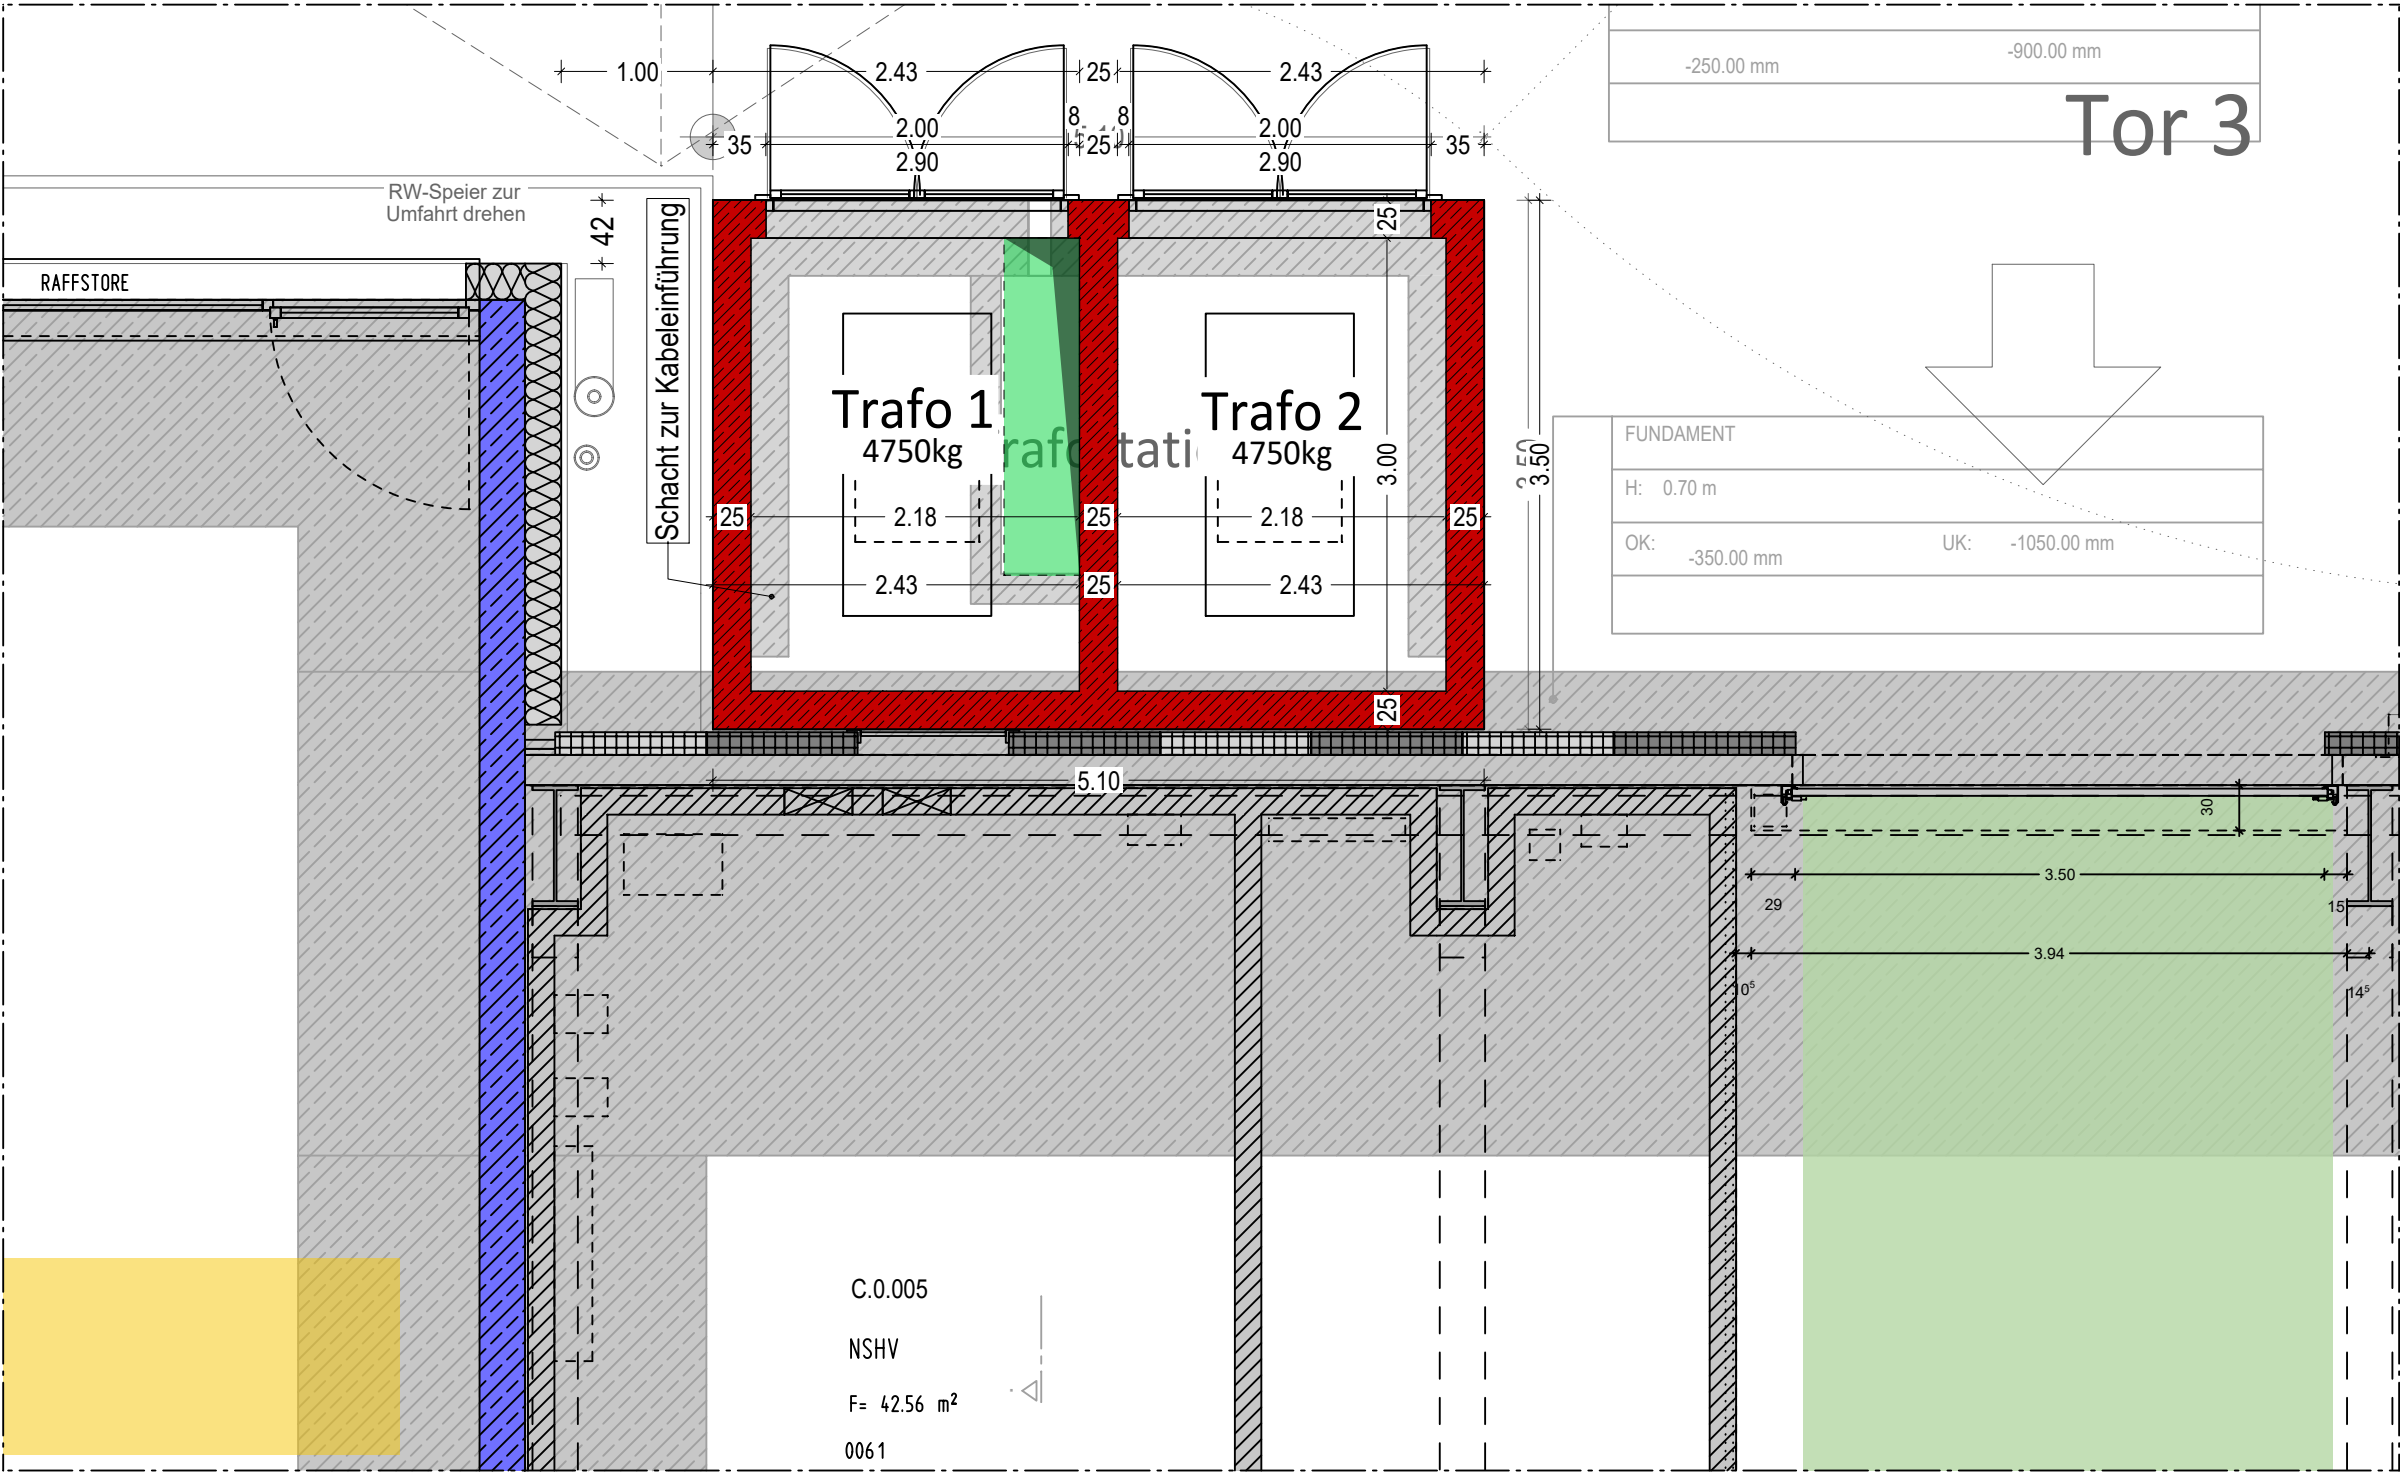 -900.00 mm
-250.00 mm
Tor 3
1.00
2.43
25
2.43
8
8
2.00
2.00
35
25
35
2.90
2.90
RW-Speier zur
Umfahrt drehen
42
25
RAFFSTORE
Schacht zur Kabeleinführung
Trafo 1
4750kg
Trafo 2
4750kg
3.00
3.50
3.50
FUNDAMENT
H: 0.70 m
OK: -350.00 mm
UK: -1050.00 mm
25
2.18
25
2.18
25
2.43
25
2.43
25
5.10
30
3.50
29
15
3.94
10⁵
14⁵
C.0.005
NSHV
F= 42.56 m²
0061